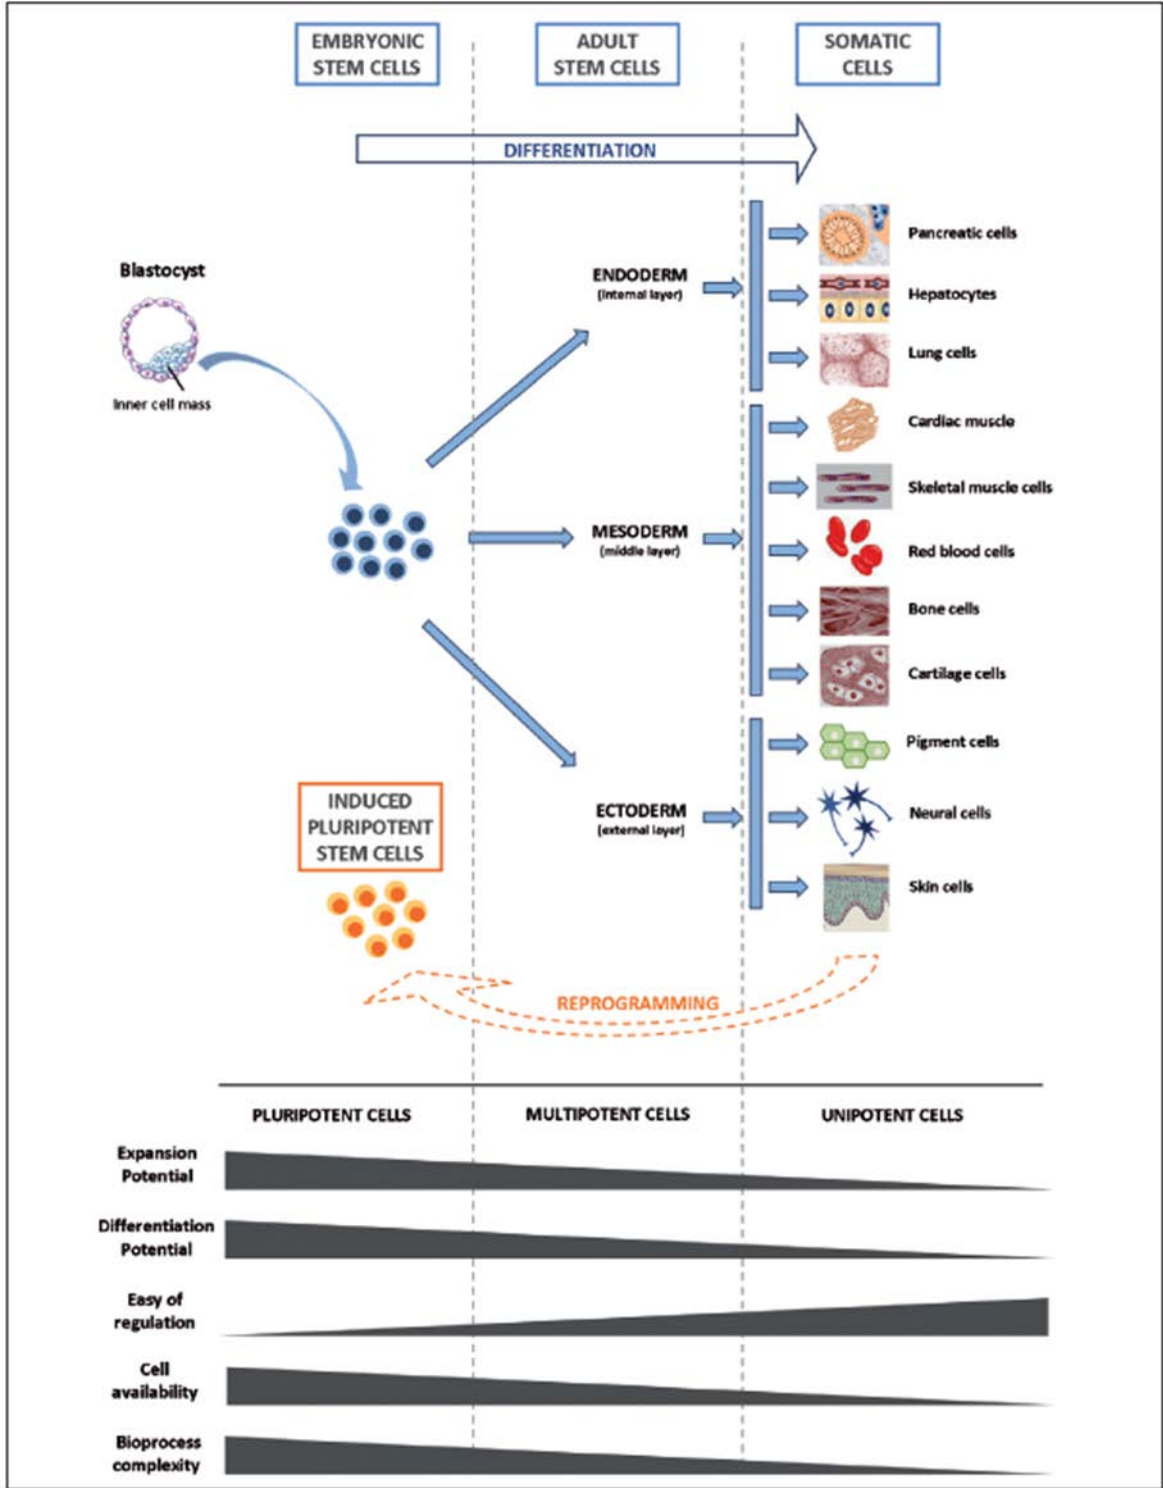 EMBRYONIC
STEM CELLS
ADULT
STEM CELLS
SOMATIC
CELLS
DIFFERENTIATION
Blastocyst
Inner cell mass
ENDODERM
(internal layer)
Pancreatic cells
Hepatocytes
Lung cells
MESODERM
(middle layer)
Cardiac muscle
Skeletal muscle cells
Red blood cells
Bone cells
Cartilage cells
ECTODERM
(external layer)
Pigment cells
Neural cells
Skin cells
INDUCED
PLURIPOTENT
STEM CELLS
REPROGRAMMING
PLURIPOTENT CELLS
MULTIPOTENT CELLS
UNIPOTENT CELLS
Expansion
Potential
Differentiation
Potential
Easy of
regulation
Cell
availability
Bioprocess
complexity